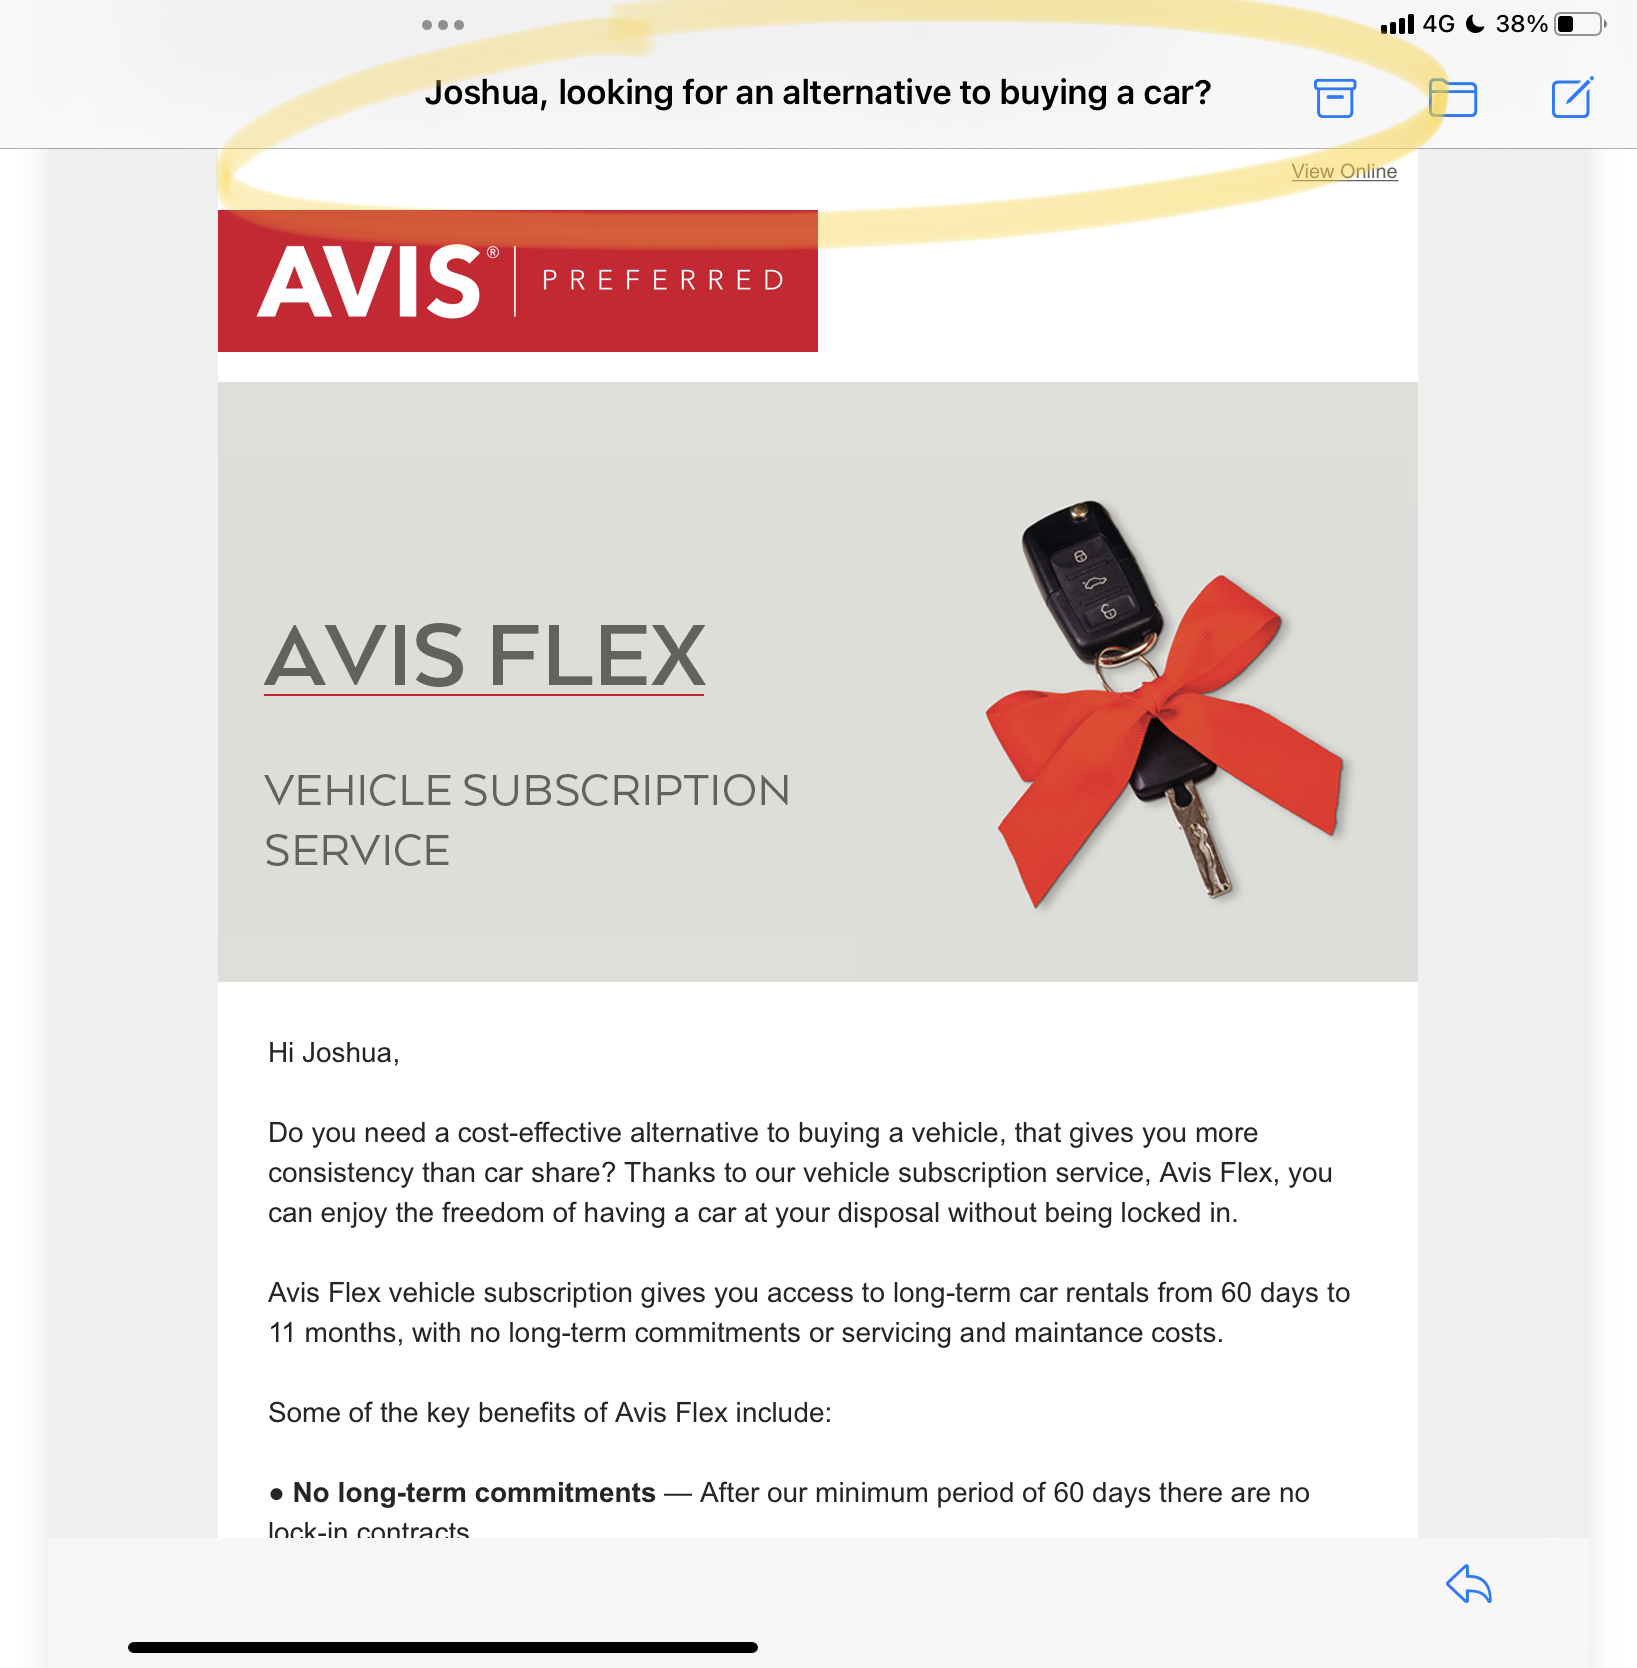 4G 38%
Joshua, looking for an alternative to buying a car?
View Online
AVIS® PREFERRED
AVIS FLEX
VEHICLE SUBSCRIPTION
SERVICE
Hi Joshua,
Do you need a cost-effective alternative to buying a vehicle, that gives you more
consistency than car share? Thanks to our vehicle subscription service, Avis Flex, you
can enjoy the freedom of having a car at your disposal without being locked in.
Avis Flex vehicle subscription gives you access to long-term car rentals from 60 days to
11 months, with no long-term commitments or servicing and maintance costs.
Some of the key benefits of Avis Flex include:
● No long-term commitments — After our minimum period of 60 days there are no
lock-in contracts